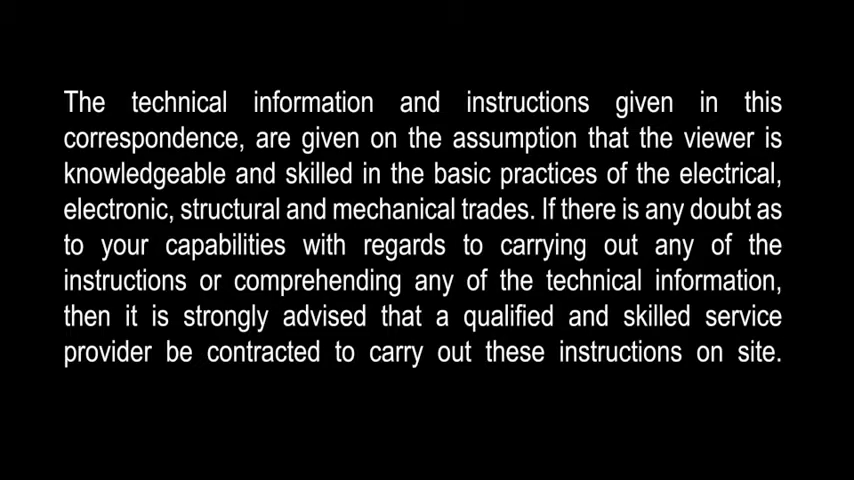 The technical information and instructions given in this
correspondence, are given on the assumption that the viewer is
knowledgeable and skilled in the basic practices of the electrical,
electronic, structural and mechanical trades. If there is any doubt as
to your capabilities with regards to carrying out any of the
instructions or comprehending any of the technical information,
then it is strongly advised that a qualified and skilled service
provider be contracted to carry out these instructions on site.